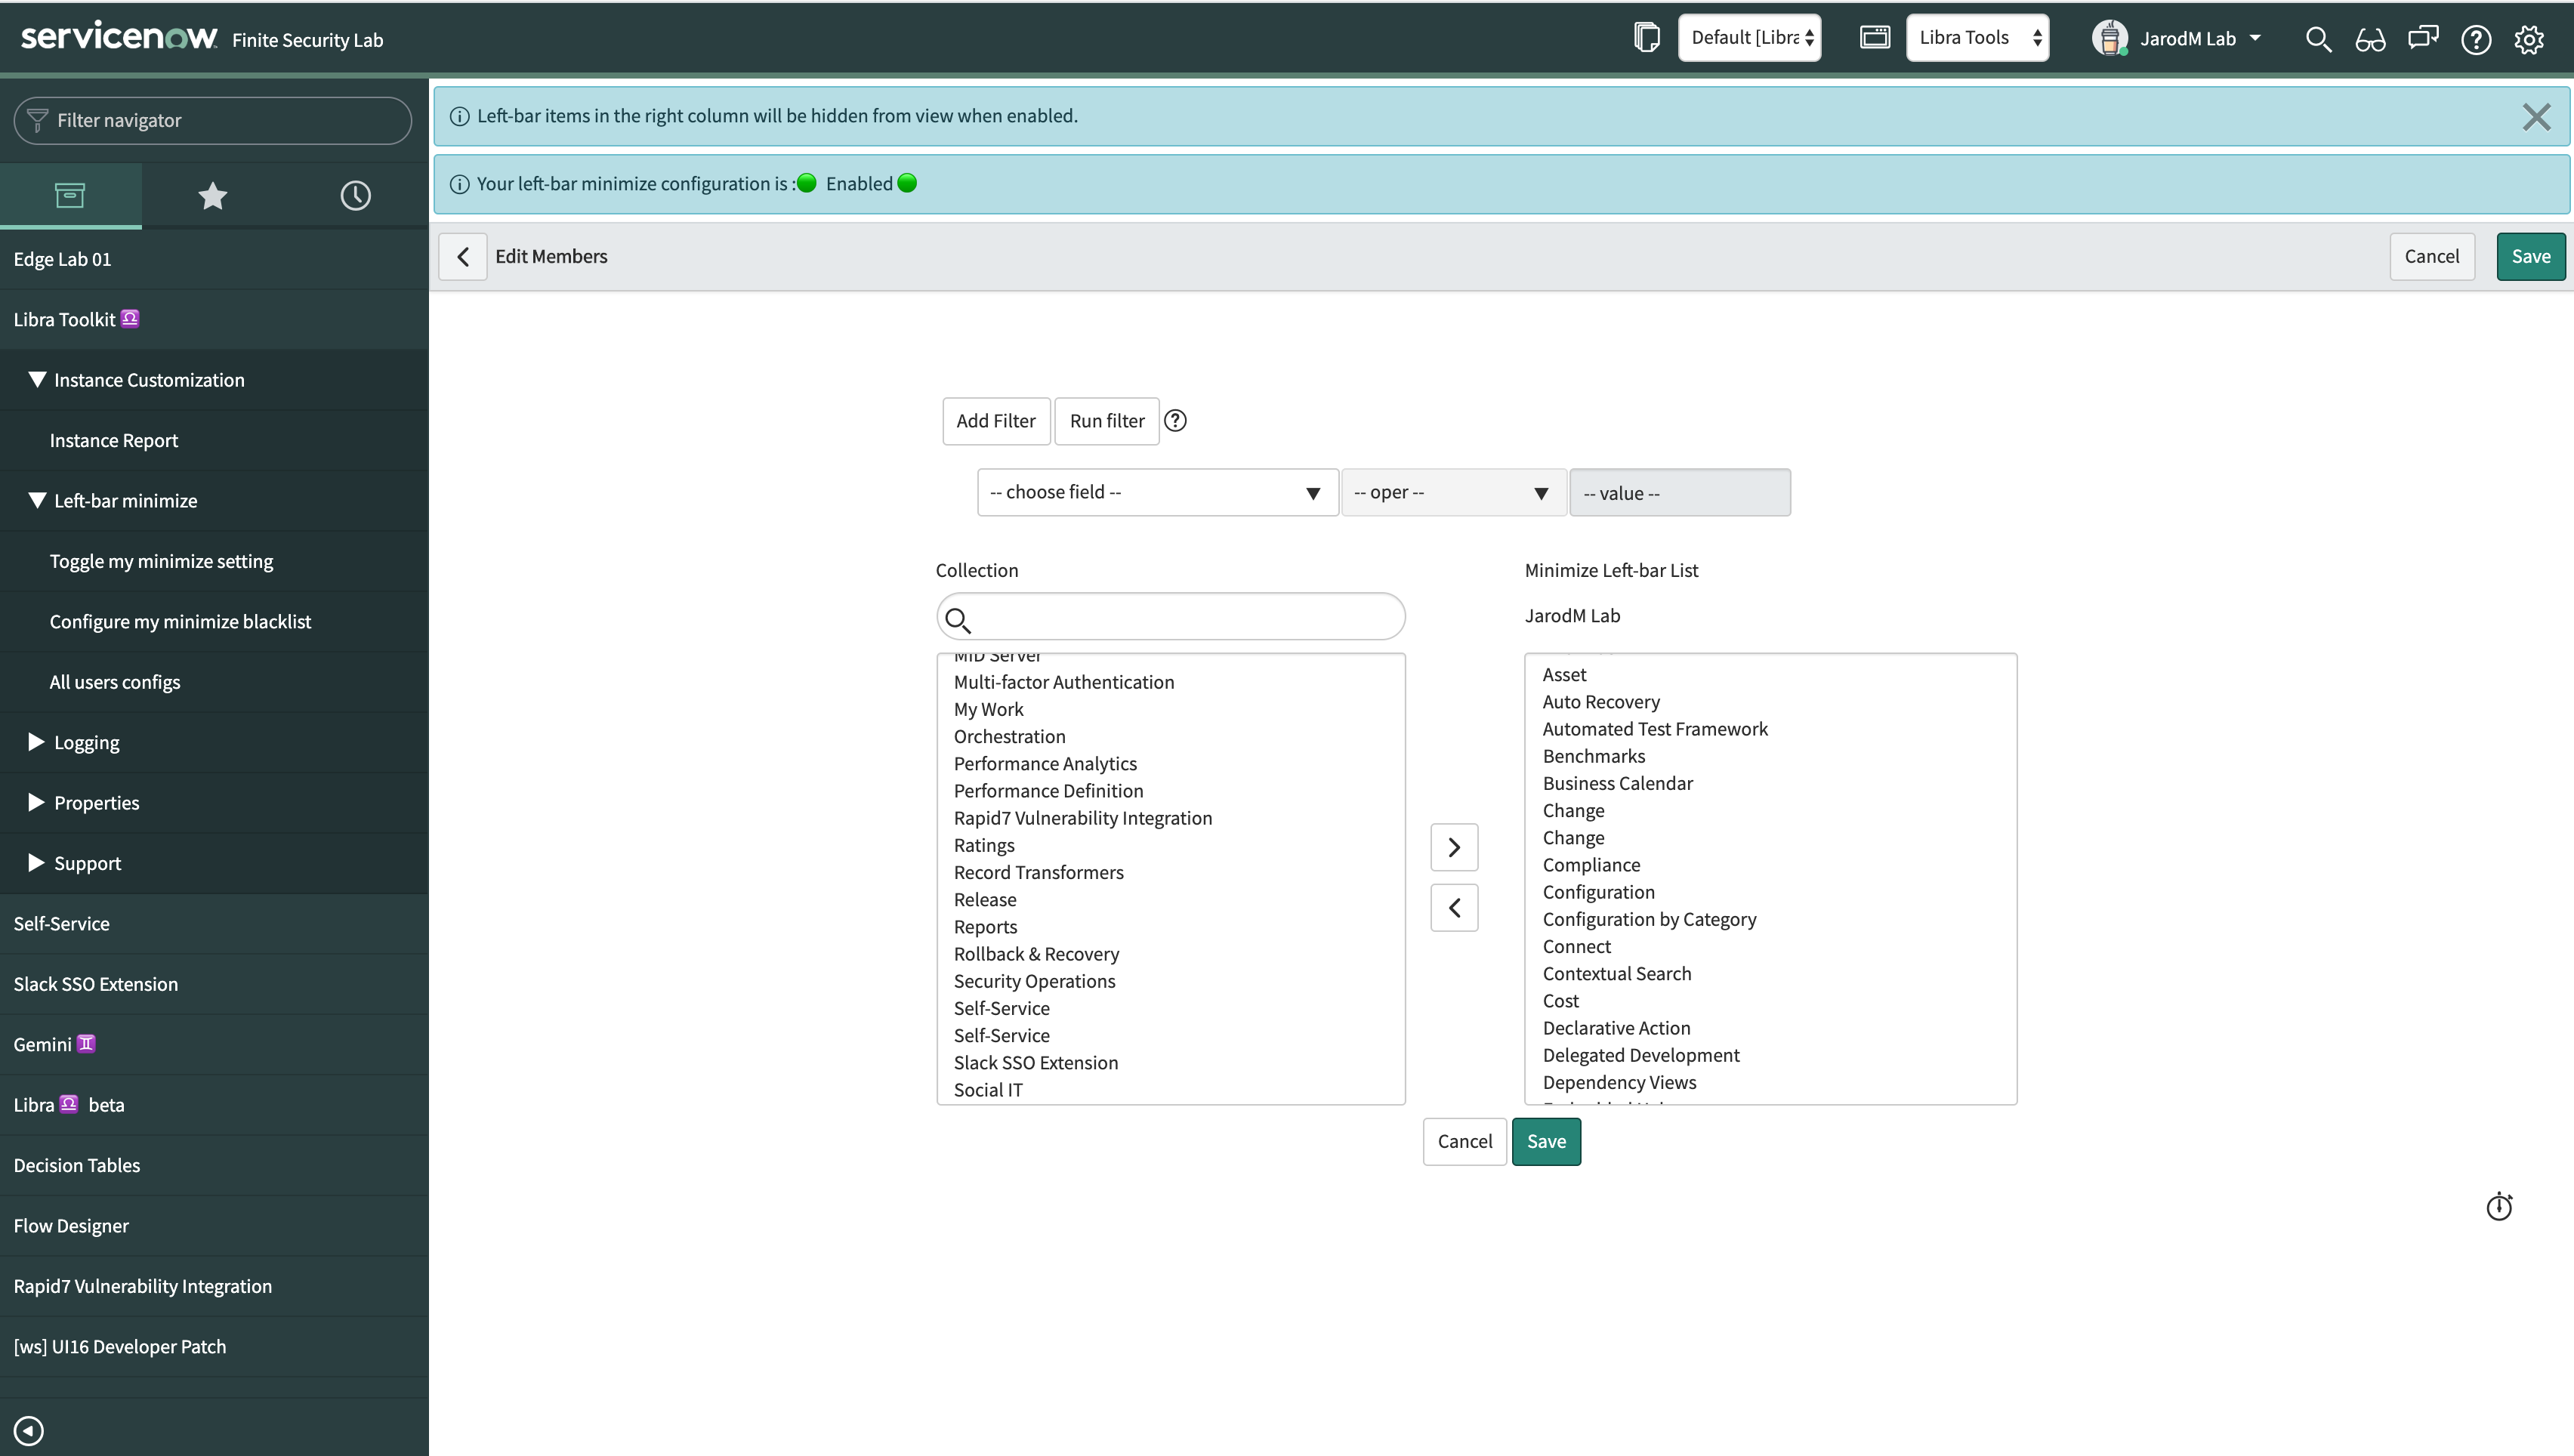 servicenow Finite Security Lab
Default [Libra
Libra Tools
JarodM Lab
Filter navigator
Edge Lab 01
Libra Toolkit ♎
Instance Customization
Instance Report
Left-bar minimize
Toggle my minimize setting
Configure my minimize blacklist
All users configs
Logging
Properties
Support
Self-Service
Slack SSO Extension
Gemini ♊
Libra ♎ beta
Decision Tables
Flow Designer
Rapid7 Vulnerability Integration
[ws] UI16 Developer Patch
Left-bar items in the right column will be hidden from view when enabled.
Your left-bar minimize configuration is :🟢 Enabled 🟢
Edit Members
Cancel
Save
Add Filter
Run filter
-- choose field --
-- oper --
-- value --
Collection
MID Server
Multi-factor Authentication
My Work
Orchestration
Performance Analytics
Performance Definition
Rapid7 Vulnerability Integration
Ratings
Record Transformers
Release
Reports
Rollback & Recovery
Security Operations
Self-Service
Self-Service
Slack SSO Extension
Social IT
Minimize Left-bar List
JarodM Lab
Asset
Auto Recovery
Automated Test Framework
Benchmarks
Business Calendar
Change
Change
Compliance
Configuration
Configuration by Category
Connect
Contextual Search
Cost
Declarative Action
Delegated Development
Dependency Views
Cancel
Save